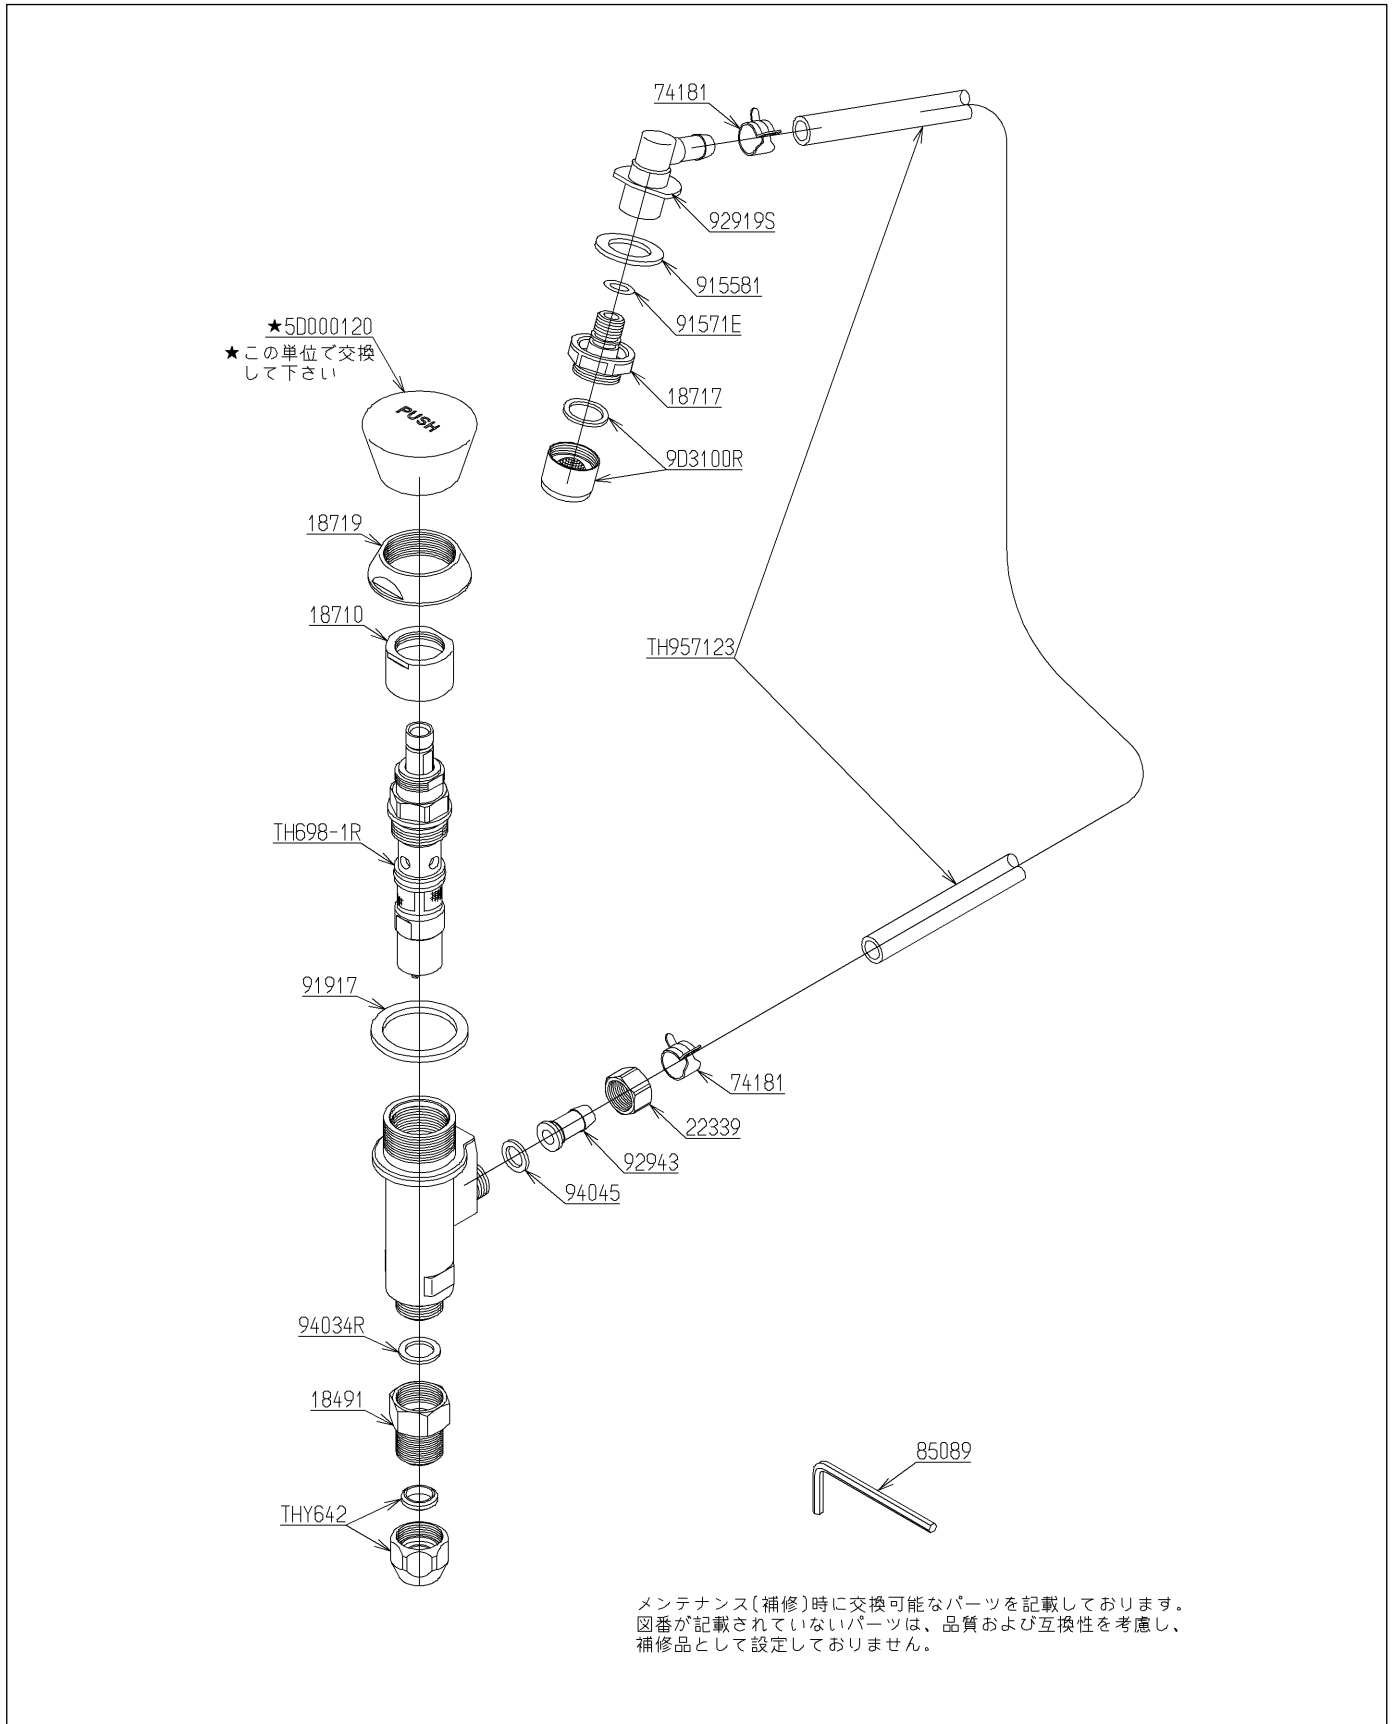 74181
92919S
915581
91571E
★5D000120
★この単位で交換
して下さい
18717
PUSH
9D3100R
18719
18710
TH957123
TH698-1R
91917
74181
22339
92943
94045
94034R
18491
85089
THY642
メンテナンス〔補修〕時に交換可能なパーツを記載しております。
図番が記載されていないパーツは、品質および互換性を考慮し、
補修品として設定しておりません。